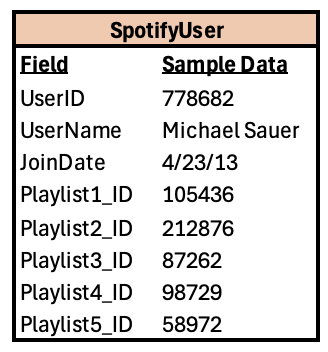 SpotifyUser
Field Sample Data
UserID 778682
UserName Michael Sauer
JoinDate 4/23/13
Playlist1_ID 105436
Playlist2_ID 212876
Playlist3_ID 87262
Playlist4_ID 98729
Playlist5_ID 58972